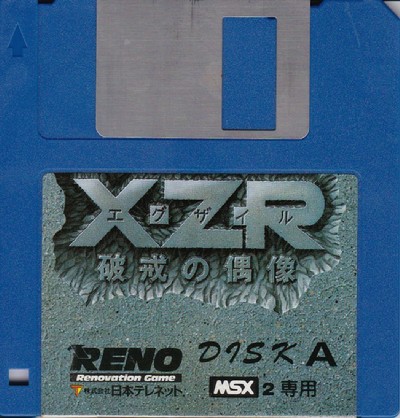 XZR
エグザイル
破戒の偶像
RENO DISK A
Renovation Game
株式会社日本テレネット MSX 2 専用